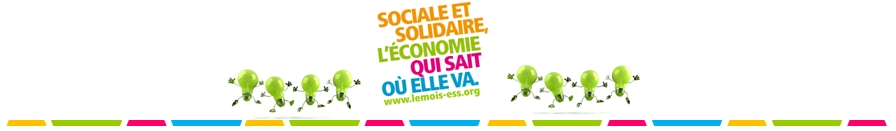 SOCIALE ET
SOLIDAIRE,
L'ÉCONOMIE
QUI SAIT
OÙ ELLE VA.
www.lemois-ess.org